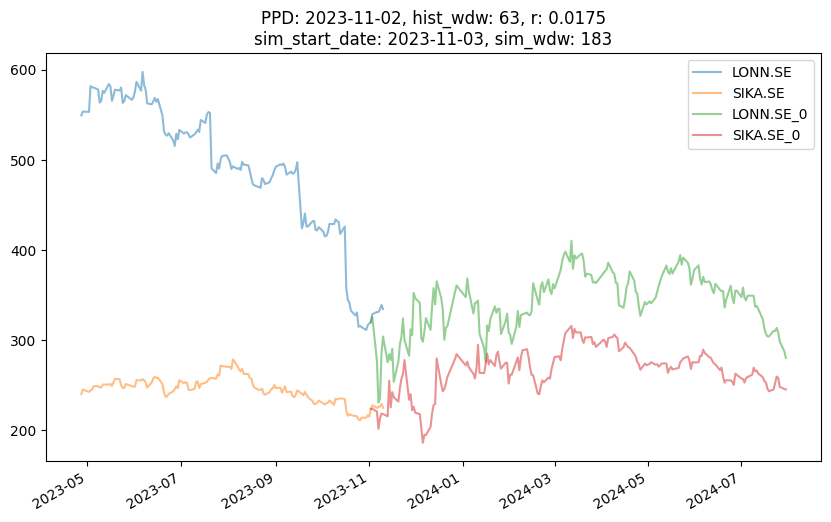 PPD: 2023-11-02, hist_wdw: 63, r: 0.0175
sim_start_date: 2023-11-03, sim_wdw: 183
LONN.SE
SIKA.SE
LONN.SE_0
SIKA.SE_0
600
500
400
300
200
2023-05
2023-07
2023-09
2023-11
2024-01
2024-03
2024-05
2024-07